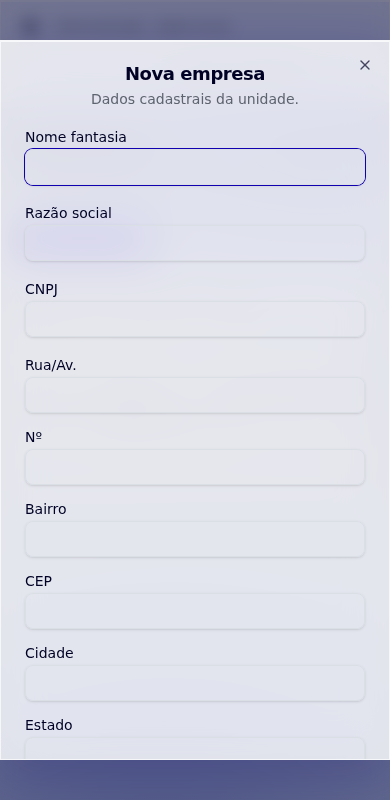 Nova empresa
Dados cadastrais da unidade.
Nome fantasia
Razão social
CNPJ
Rua/Av.
Nº
Bairro
CEP
Cidade
Estado